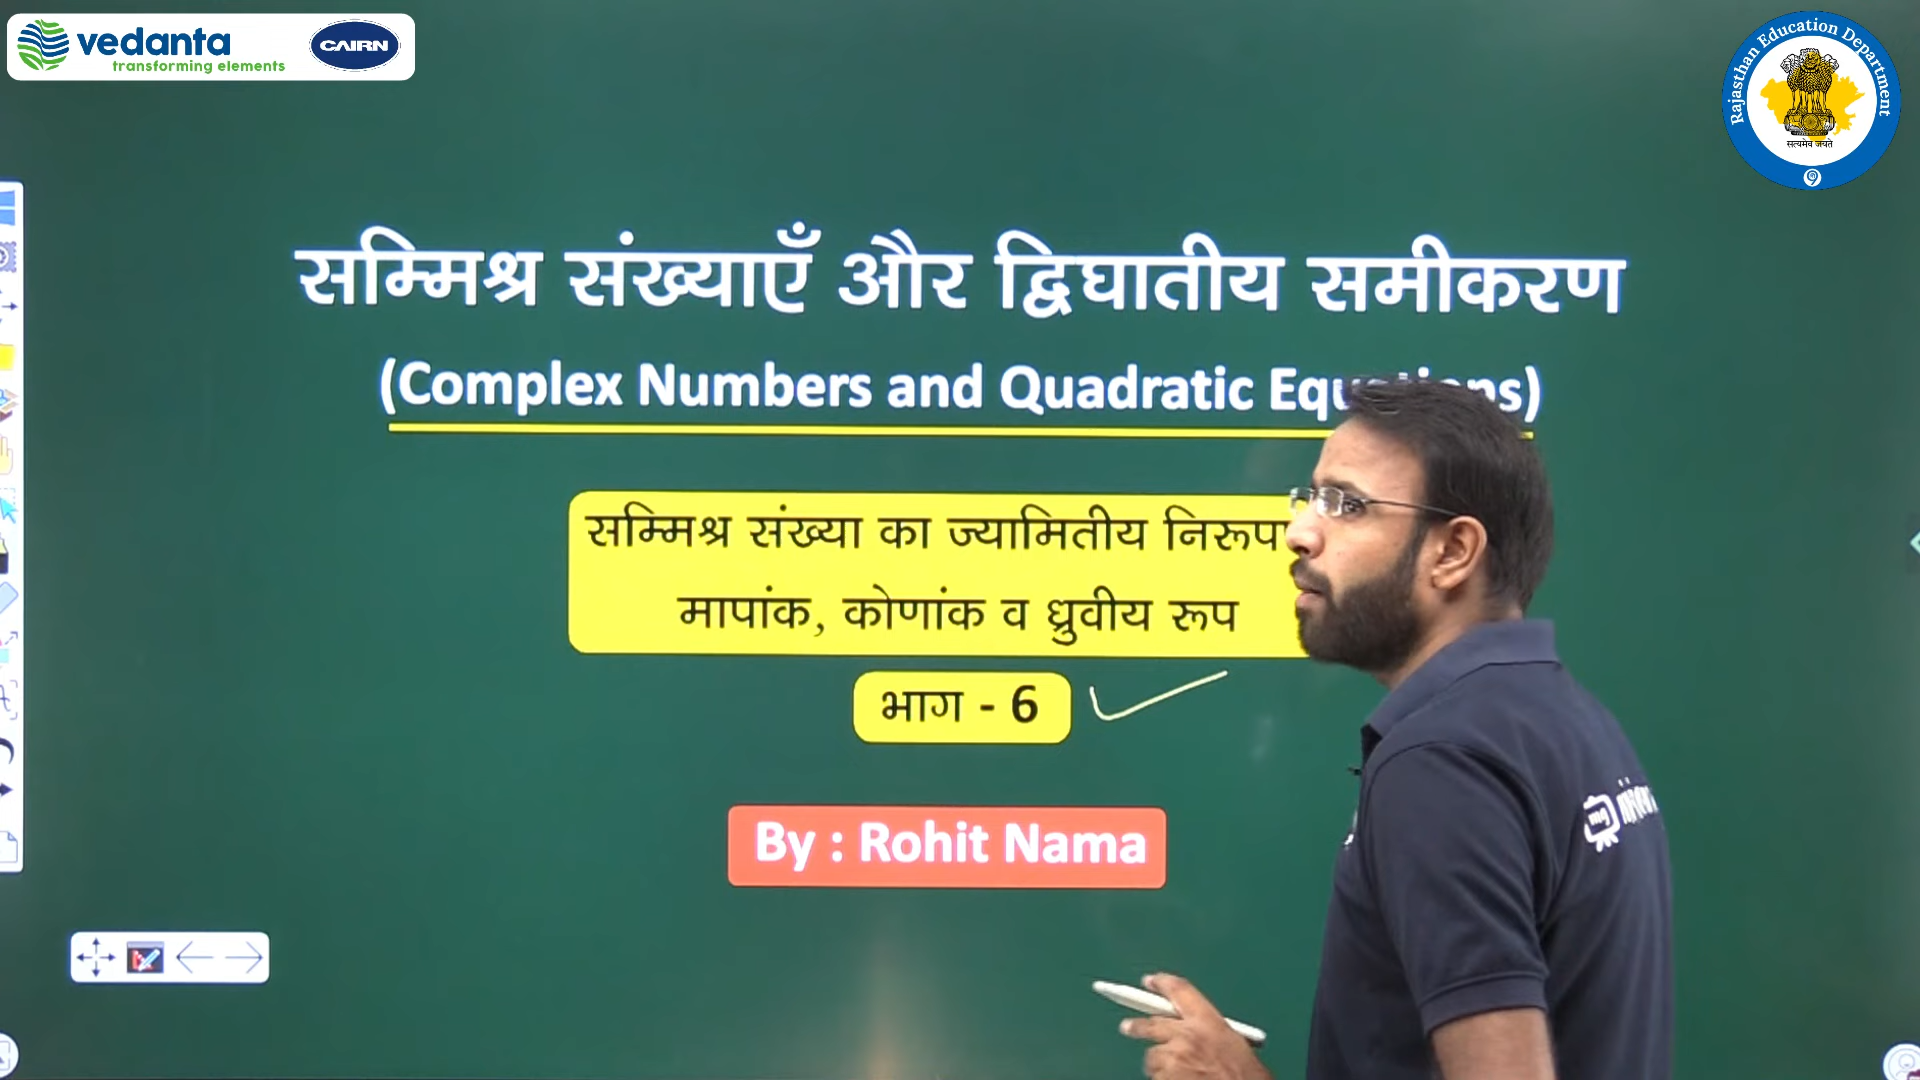 vedanta
transforming elements
CAIRN
Rajasthan Education Department
सत्यमेव जयते
सम्मिश्र संख्याएँ और द्विघातीय समीकरण
(Complex Numbers and Quadratic
सम्मिश्र संख्या का ज्यामितीय
मापांक, कोणांक व ध्रुवीय रूप
भाग - 6
By : Rohit Nama
mg